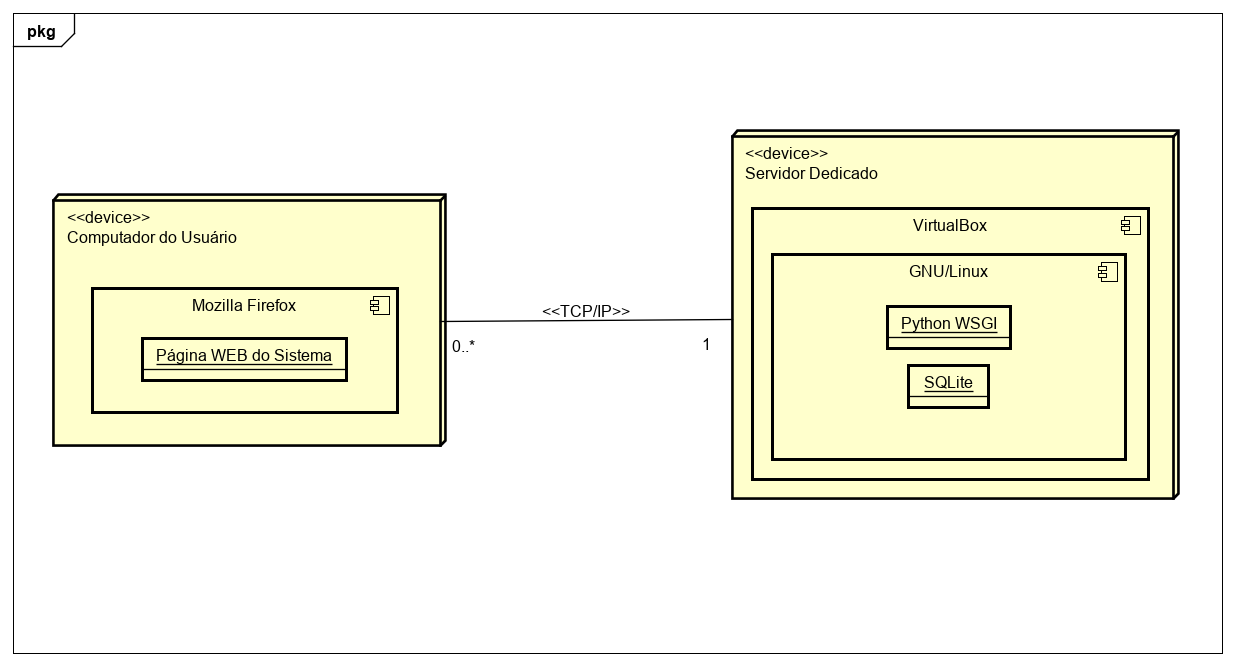 pkg
<<device>>
Computador do Usuário
Mozilla Firefox
Página WEB do Sistema
<<TCP/IP>>
0..*
1
<<device>>
Servidor Dedicado
VirtualBox
GNU/Linux
Python WSGI
SQLite